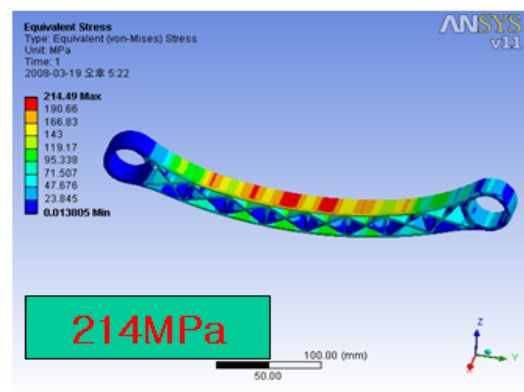 Equivalent Stress
Type: Equivalent (von-Mises) Stress
Unit: MPa
Time: 1
2008-03-19 오후 5:22
ANSYS
v11
214.49 Max
190.66
166.83
143
119.17
95.338
71.507
47.676
23.845
0.013805 Min
214MPa
100.00 (mm)
50.00
Z
Y
X